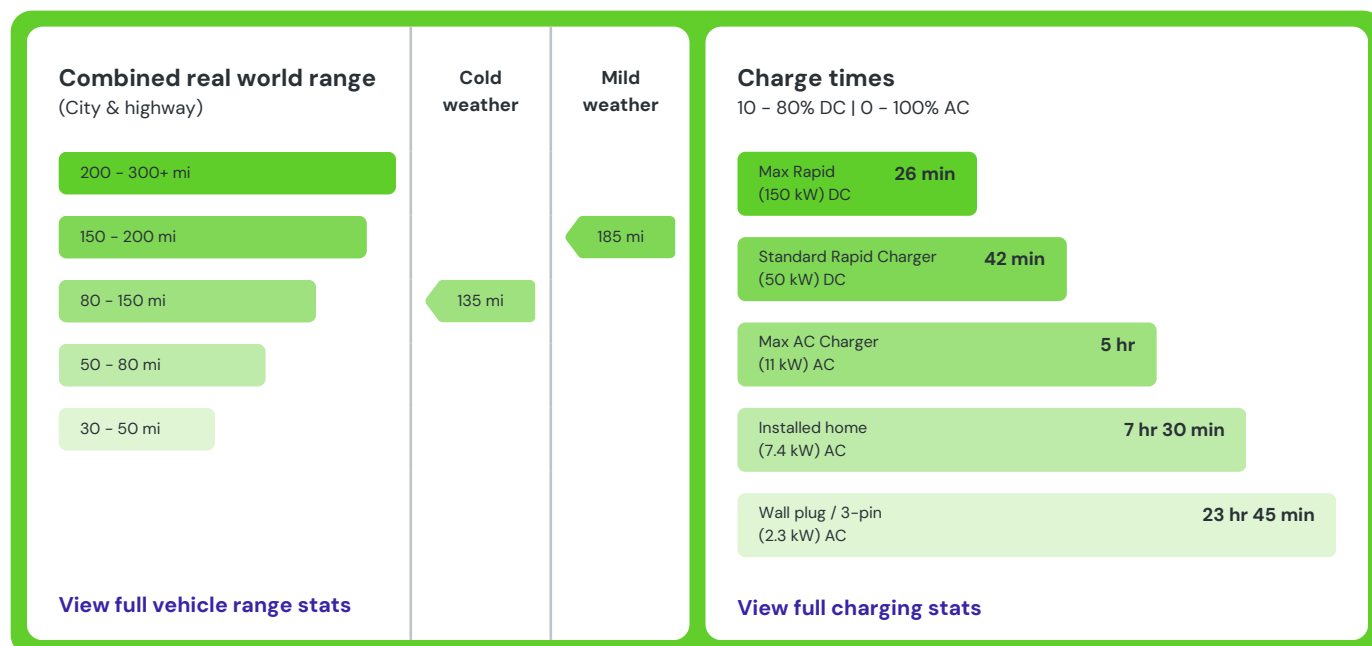 Combined real world range
(City & highway)
Cold
weather
Mild
weather
200 - 300+ mi
150 - 200 mi
185 mi
80 - 150 mi
135 mi
50 - 80 mi
30 - 50 mi
View full vehicle range stats
Charge times
10 - 80% DC | 0 - 100% AC
Max Rapid
(150 kW) DC
26 min
Standard Rapid Charger
(50 kW) DC
42 min
Max AC Charger
(11 kW) AC
5 hr
Installed home
(7.4 kW) AC
7 hr 30 min
Wall plug / 3-pin
(2.3 kW) AC
23 hr 45 min
View full charging stats